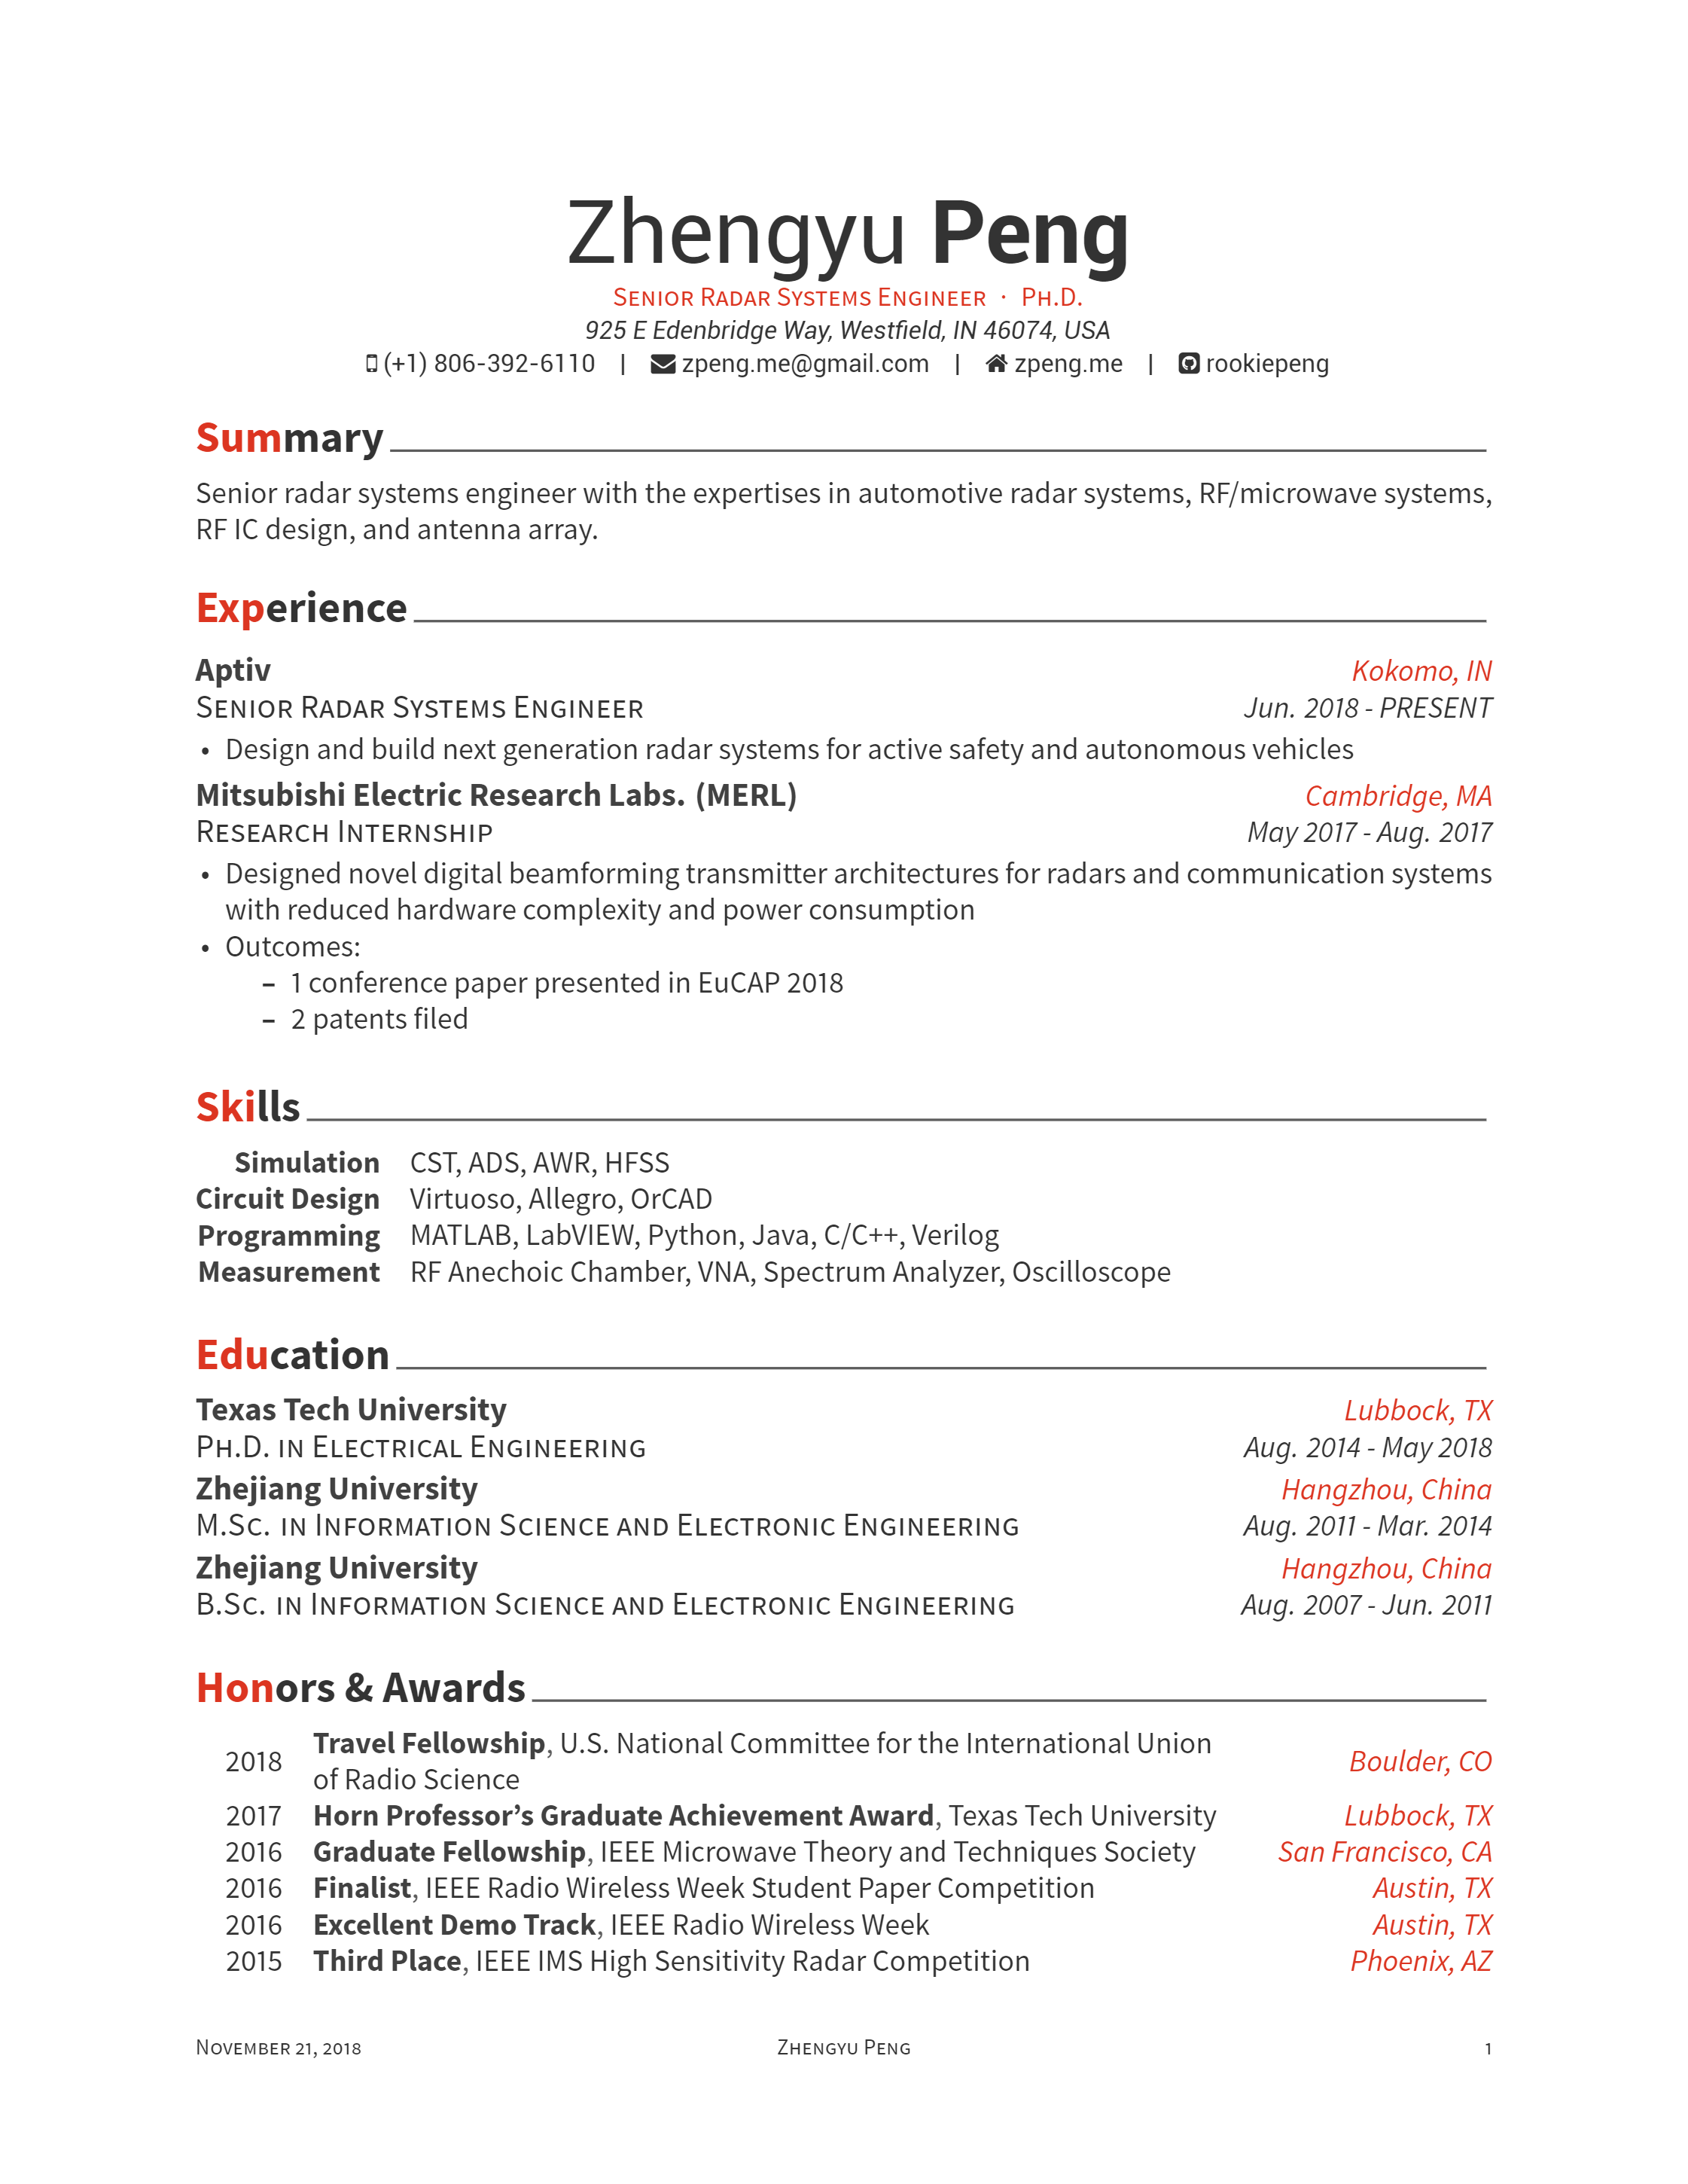 Zhengyu Peng
Senior Radar Systems Engineer · Ph.D.
925 E Edenbridge Way, Westfield, IN 46074, USA
(+1) 806-392-6110 | zpeng.me@gmail.com | zpeng.me | rookiepeng
Summary
Senior radar systems engineer with the expertises in automotive radar systems, RF/microwave systems,
RF IC design, and antenna array.
Experience
Aptiv Kokomo, IN
Senior Radar Systems Engineer Jun. 2018 - PRESENT
• Design and build next generation radar systems for active safety and autonomous vehicles
Mitsubishi Electric Research Labs. (MERL) Cambridge, MA
Research Internship May 2017 - Aug. 2017
• Designed novel digital beamforming transmitter architectures for radars and communication systems
with reduced hardware complexity and power consumption
• Outcomes:
– 1 conference paper presented in EuCAP 2018
– 2 patents filed
Skills
Simulation CST, ADS, AWR, HFSS
Circuit Design Virtuoso, Allegro, OrCAD
Programming MATLAB, LabVIEW, Python, Java, C/C++, Verilog
Measurement RF Anechoic Chamber, VNA, Spectrum Analyzer, Oscilloscope
Education
Texas Tech University Lubbock, TX
Ph.D. in Electrical Engineering Aug. 2014 - May 2018
Zhejiang University Hangzhou, China
M.Sc. in Information Science and Electronic Engineering Aug. 2011 - Mar. 2014
Zhejiang University Hangzhou, China
B.Sc. in Information Science and Electronic Engineering Aug. 2007 - Jun. 2011
Honors & Awards
2018 Travel Fellowship, U.S. National Committee for the International Union
of Radio Science Boulder, CO
2017 Horn Professor’s Graduate Achievement Award, Texas Tech University Lubbock, TX
2016 Graduate Fellowship, IEEE Microwave Theory and Techniques Society San Francisco, CA
2016 Finalist, IEEE Radio Wireless Week Student Paper Competition Austin, TX
2016 Excellent Demo Track, IEEE Radio Wireless Week Austin, TX
2015 Third Place, IEEE IMS High Sensitivity Radar Competition Phoenix, AZ
November 21, 2018 Zhengyu Peng 1